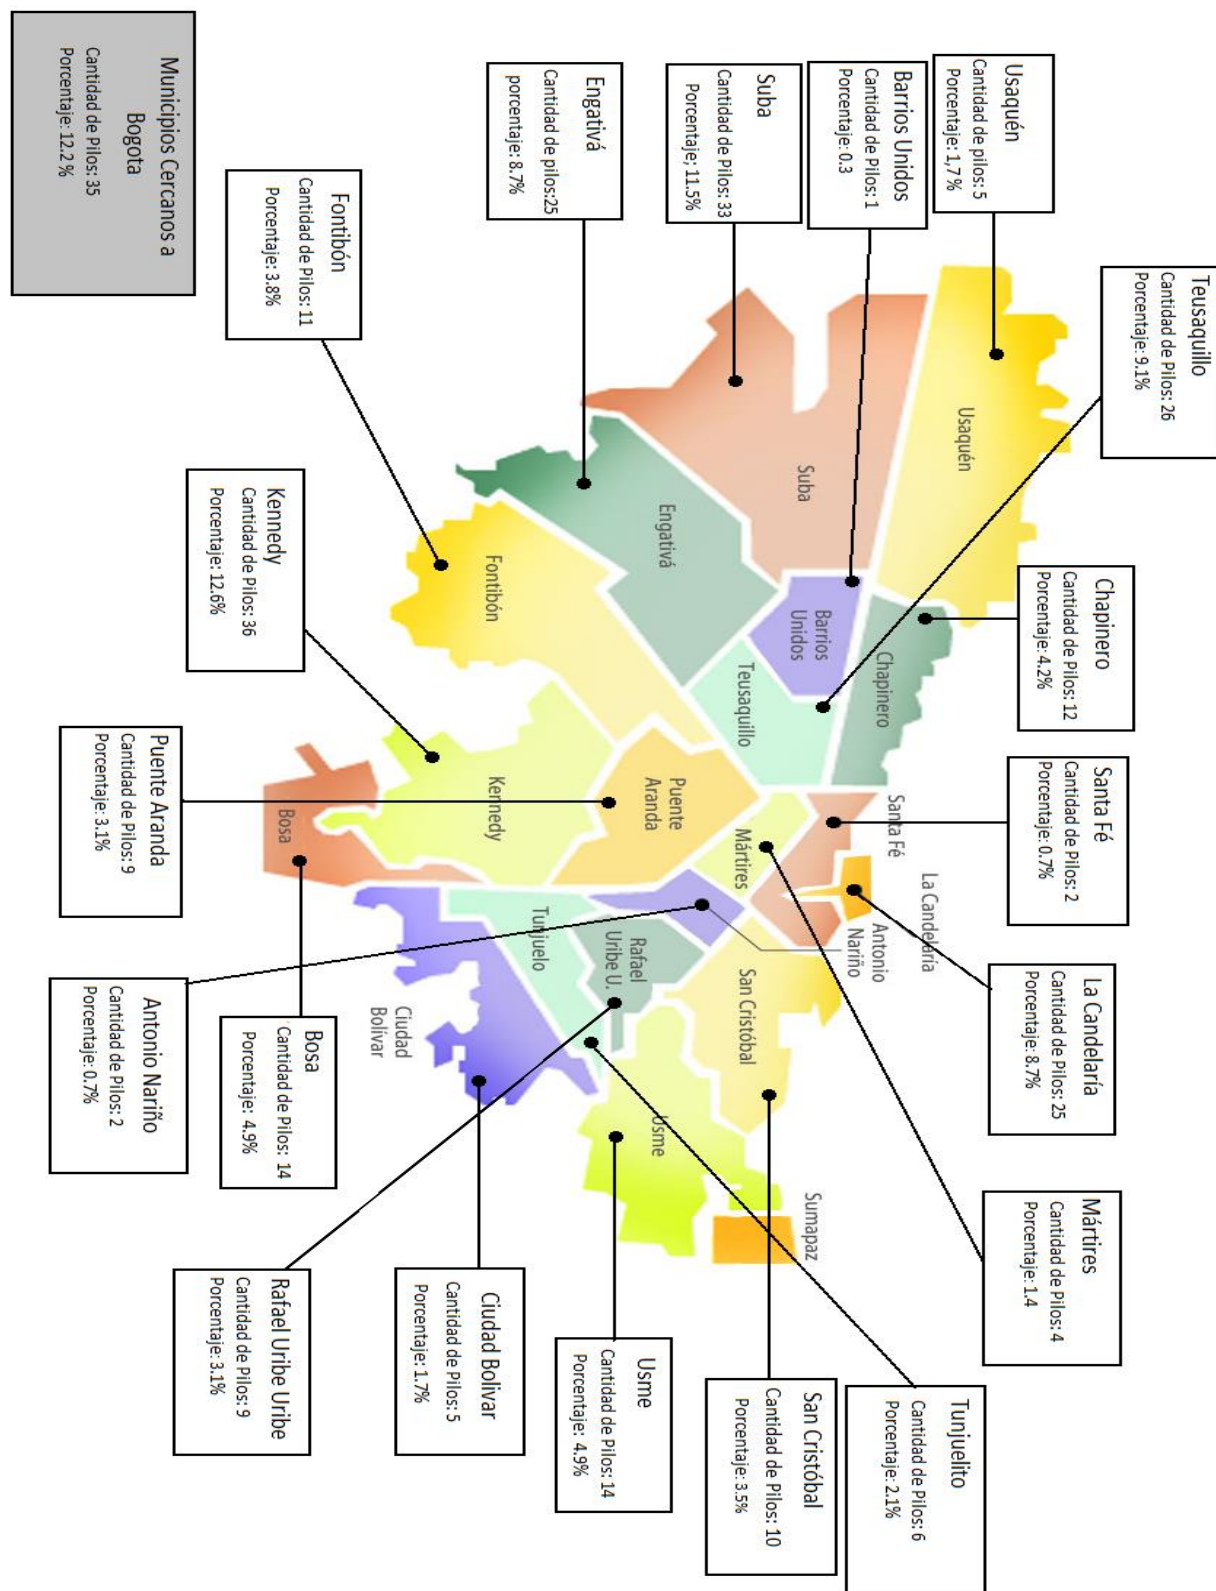 Teusaquillo
Cantidad de Pilos: 26
Porcentaje: 9.1%
Usaquén
Cantidad de pilos: 5
Porcentaje: 1,7 %
Chapinero
Cantidad de Pilos: 12
Porcentaje: 4.2%
Santa Fé
Cantidad de Pilos: 2
Porcentaje: 0.7%
La Candelaría
Cantidad de Pilos: 25
Porcentaje: 8.7%
Mártires
Cantidad de Pilos: 4
Porcentaje: 1.4
Tunjuelito
Cantidad de Pilos: 6
Porcentaje: 2.1%
Barrios Unidos
Cantidad de Pilos: 1
Porcentaje: 0.3
Suba
Cantidad de Pilos: 33
Porcentaje; 11.5%
Engativá
Cantidad de pilos:25
porcentaje: 8.7%
San Cristóbal
Cantidad de Pilos: 10
Porcentaje: 3.5%
Usme
Cantidad de Pilos: 14
Porcentaje: 4.9%
Usaquén
Suba
Engativá
Fontibón
Barrios
Unidos
Chapinero
Teusaquillo
Santa Fé
La Candelaría
Antonio
Nariño
Mártires
Puente
Aranda
Kennedy
Bosa
Tunjuelo
Rafael
Uribe U.
San Cristóbal
Ciudad
Bolívar
Usme
Sumapaz
Fontibón
Cantidad de Pilos: 11
Porcentaje: 3.8%
Kennedy
Cantidad de Pilos: 36
Porcentaje: 12.6%
Puente Aranda
Cantidad de Pilos: 9
Porcentaje: 3.1%
Bosa
Cantidad de Pilos: 14
Porcentaje: 4.9%
Antonio Nariño
Cantidad de Pilos: 2
Porcentaje: 0.7%
Ciudad Bolivar
Cantidad de Pilos: 5
Porcentaje: 1.7%
Rafael Uribe Uribe
Cantidad de Pilos: 9
Porcentaje: 3.1%
Municipios Cercanos a
Bogota
Cantidad de Pilos: 35
Porcentaje: 12.2 %